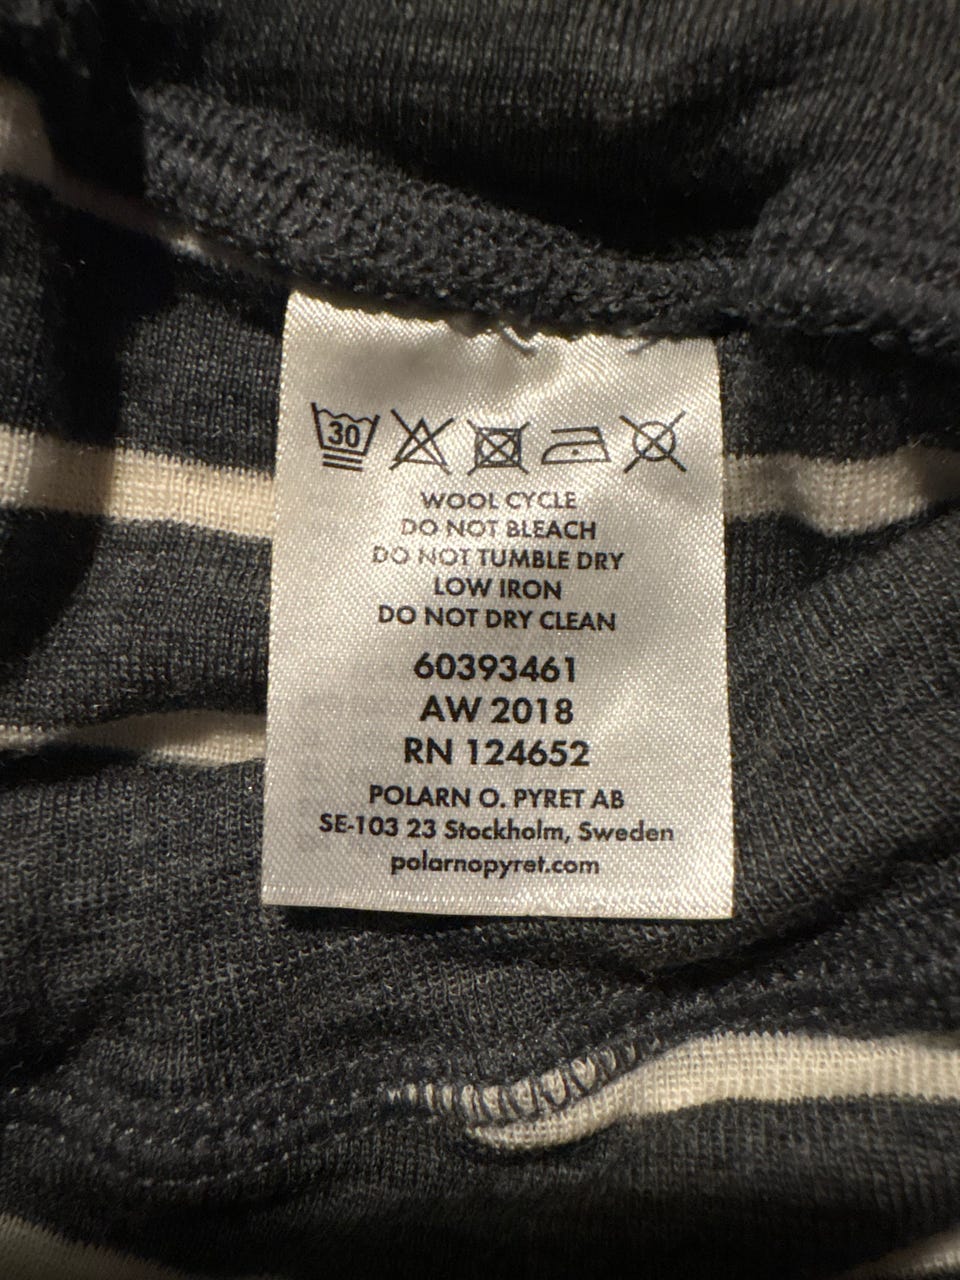 30
WOOL CYCLE
DO NOT BLEACH
DO NOT TUMBLE DRY
LOW IRON
DO NOT DRY CLEAN
60393461
AW 2018
RN 124652
POLARN O. PYRET AB
SE-103 23 Stockholm, Sweden
polarnopyret.com